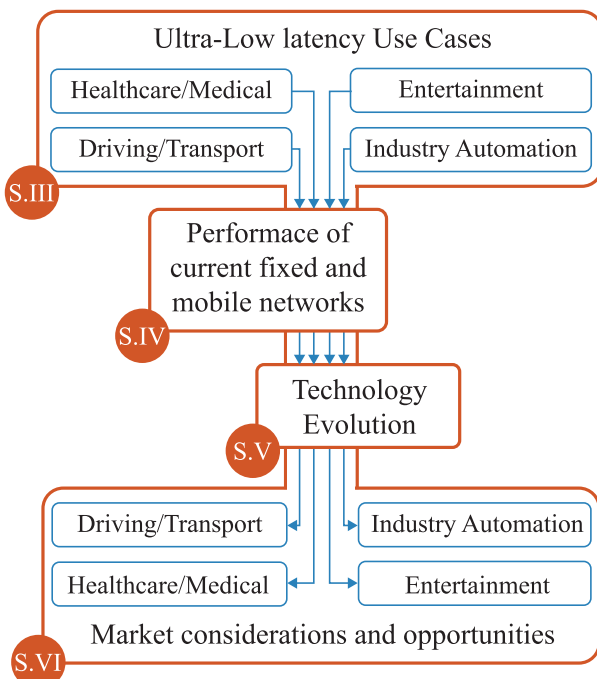 Ultra-Low latency Use Cases
Healthcare/Medical
Entertainment
Driving/Transport
Industry Automation
S.III
Performace of
current fixed and
mobile networks
S.IV
Technology
Evolution
S.V
Driving/Transport
Industry Automation
Healthcare/Medical
Entertainment
Market considerations and opportunities
S.VI